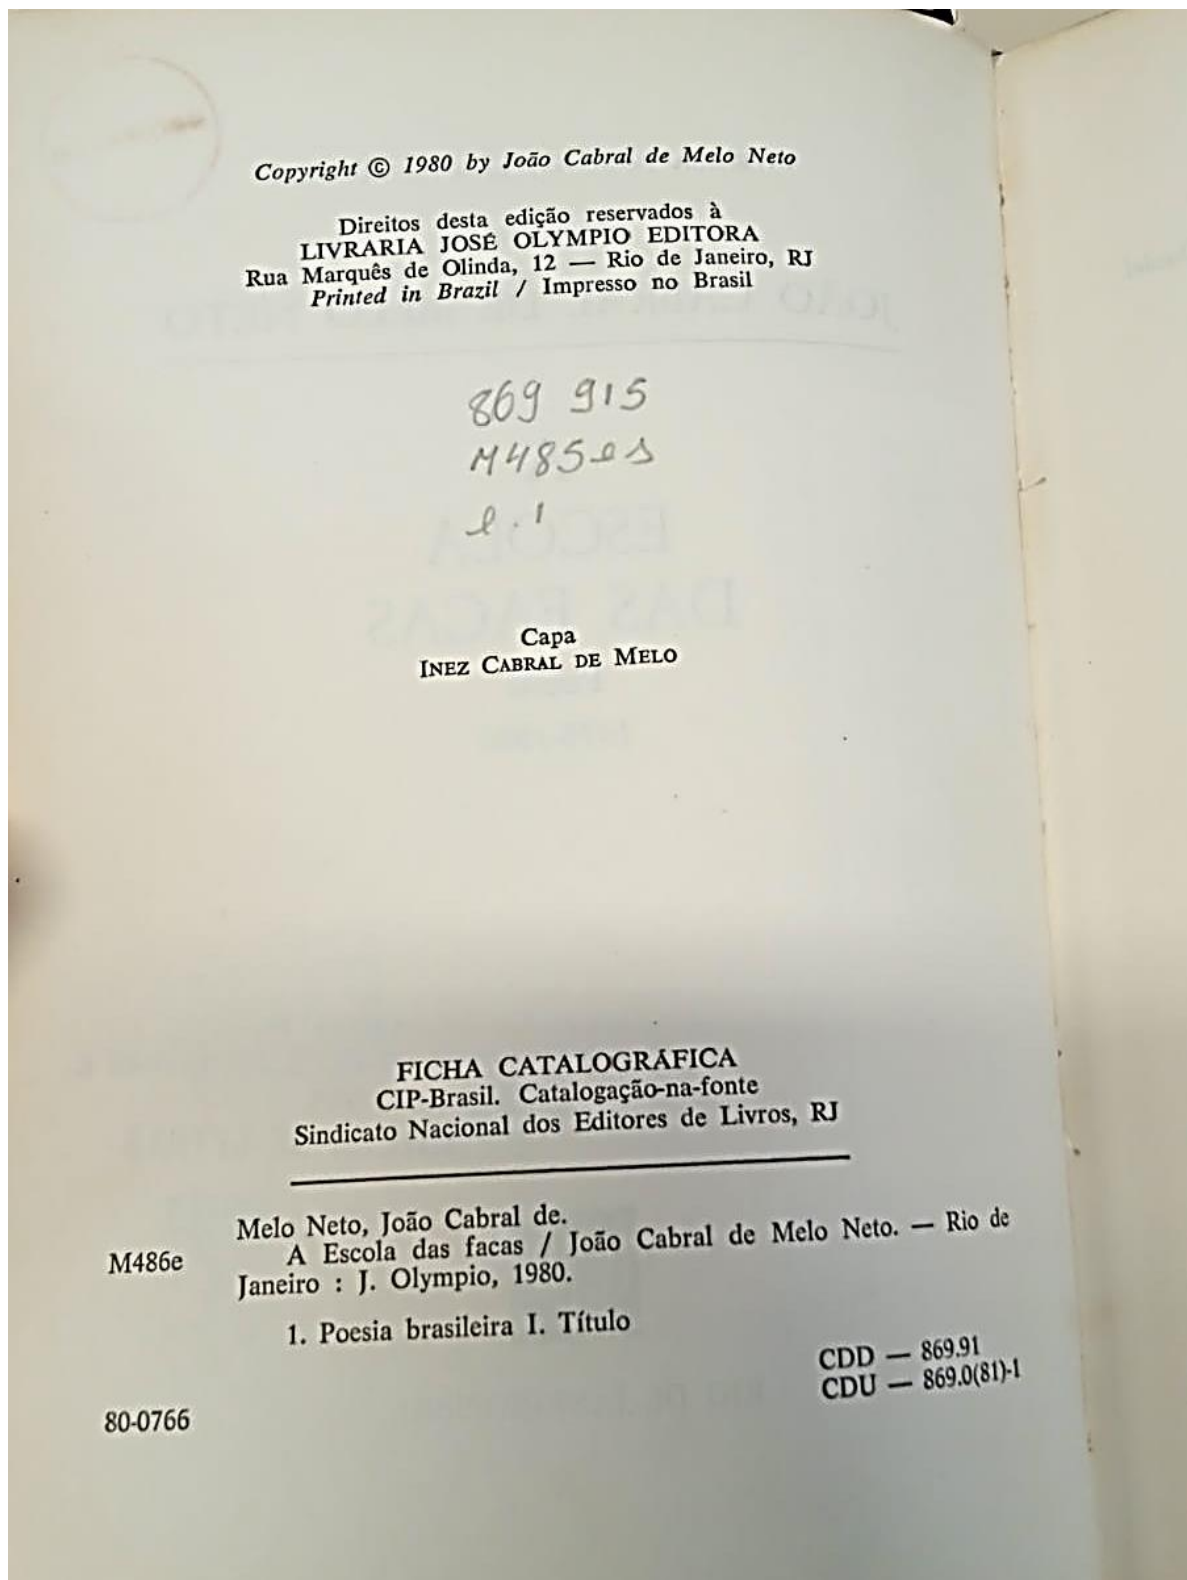 Copyright © 1980 by João Cabral de Melo Neto
Direitos desta edição reservados à
LIVRARIA JOSÉ OLYMPIO EDITORA
Rua Marquês de Olinda, 12 — Rio de Janeiro, RJ
Printed in Brazil / Impresso no Brasil
869 915
M485es
e.1
Capa
INEZ CABRAL DE MELO
FICHA CATALOGRÁFICA
CIP-Brasil. Catalogação-na-fonte
Sindicato Nacional dos Editores de Livros, RJ
Melo Neto, João Cabral de.
M486e A Escola das facas / João Cabral de Melo Neto. — Rio de
Janeiro : J. Olympio, 1980.
1. Poesia brasileira I. Título
CDD — 869.91
CDU — 869.0(81)-1
80-0766